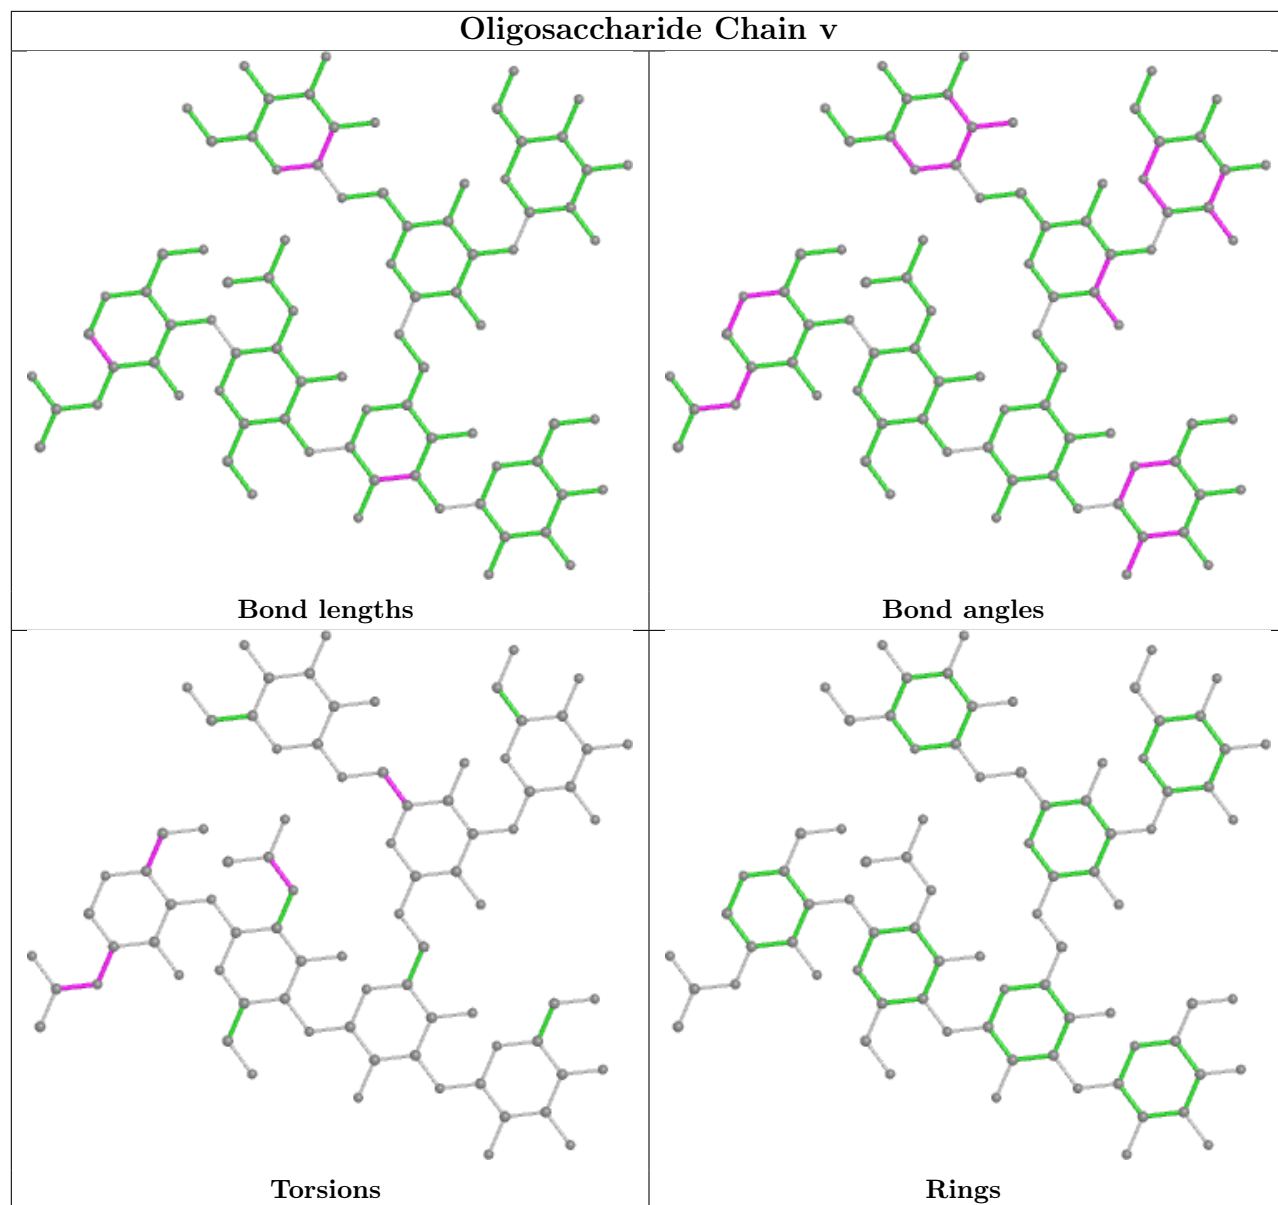 Oligosaccharide Chain v
Bond lengths
Bond angles
Torsions
Rings